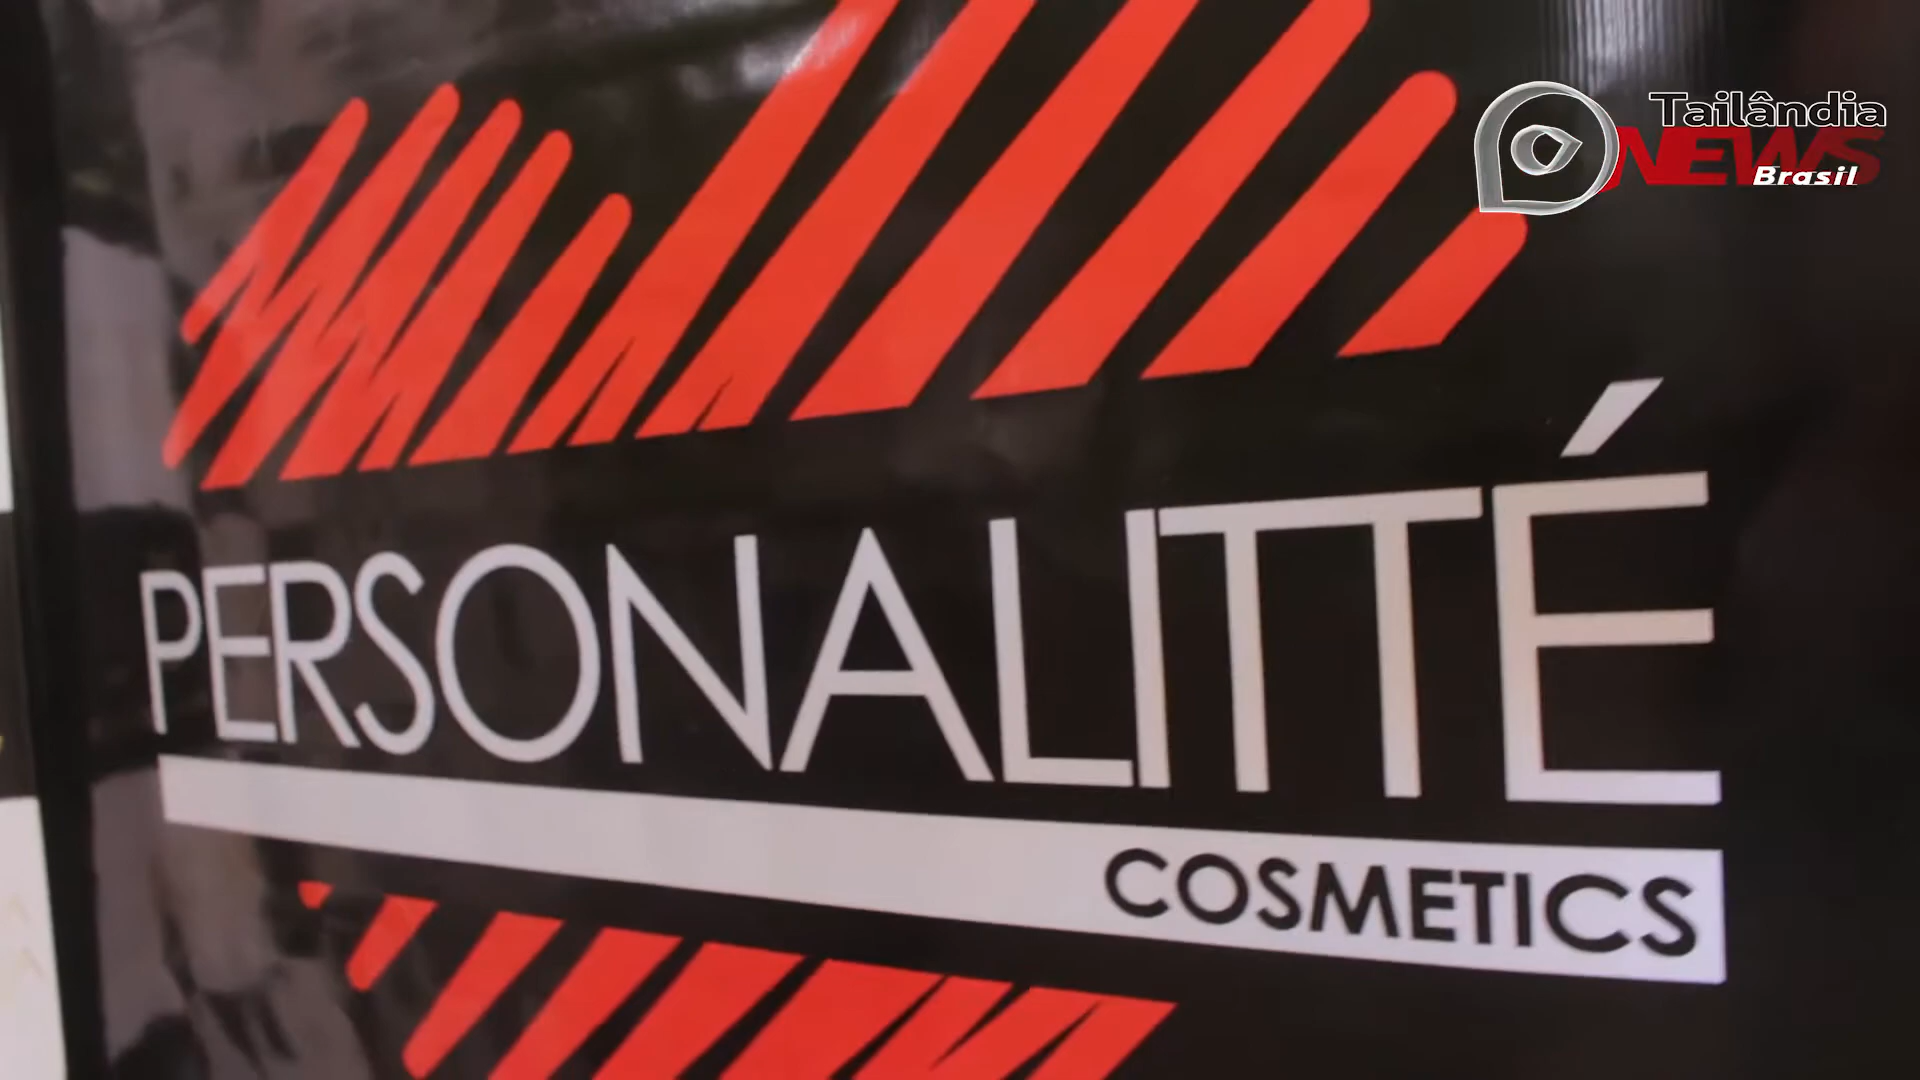 Tailândia
NEWS
Brasil
PERSONALITTÉ
COSMETICS